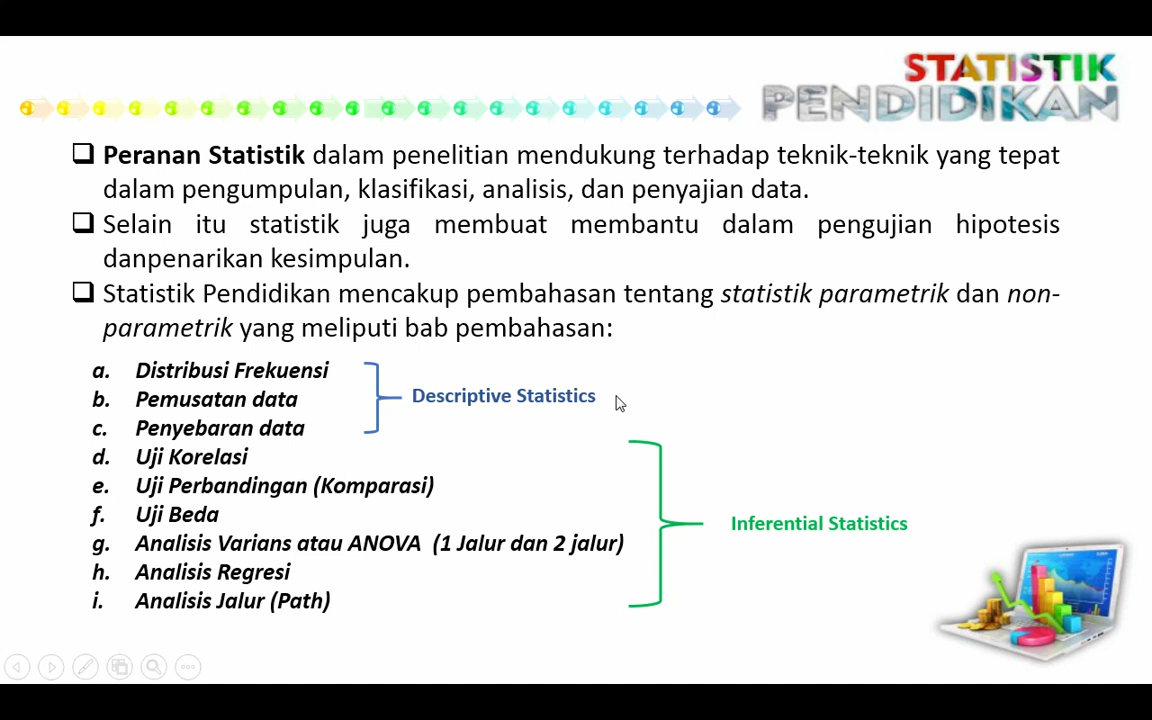 STATISTIK
PENDIDIKAN
Peranan Statistik dalam penelitian mendukung terhadap teknik-teknik yang tepat
dalam pengumpulan, klasifikasi, analisis, dan penyajian data.
Selain itu statistik juga membuat membantu dalam pengujian hipotesis
danpenarikan kesimpulan.
Statistik Pendidikan mencakup pembahasan tentang statistik parametrik dan non-
parametrik yang meliputi bab pembahasan:
a. Distribusi Frekuensi
b. Pemusatan data
c. Penyebaran data
Descriptive Statistics
d. Uji Korelasi
e. Uji Perbandingan (Komparasi)
f. Uji Beda
g. Analisis Varians atau ANOVA (1 Jalur dan 2 jalur)
h. Analisis Regresi
i. Analisis Jalur (Path)
Inferential Statistics